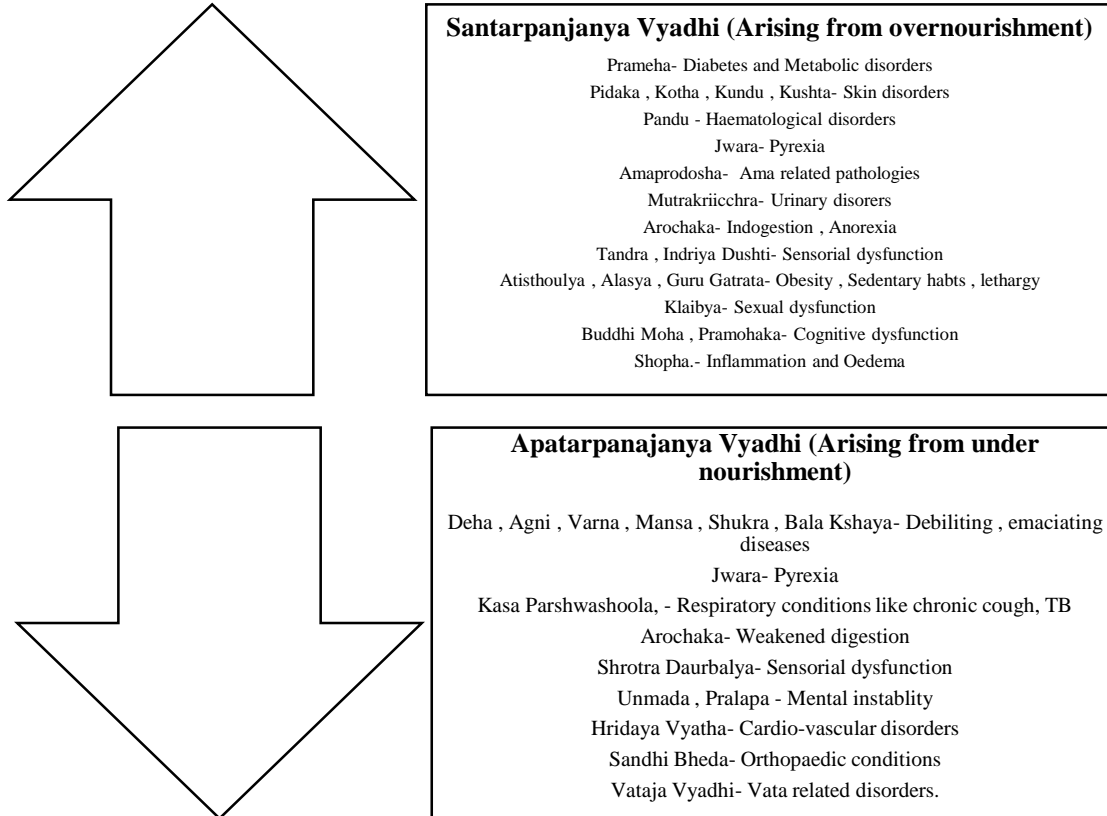 Santarpanjanya Vyadhi (Arising from overnourishment)
Prameha- Diabetes and Metabolic disorders
Pidaka , Kotha , Kundu , Kushta- Skin disorders
Pandu - Haematological disorders
Jwara- Pyrexia
Amaprodosha- Ama related pathologies
Mutrakriicchra- Urinary disorers
Arochaka- Indogestion , Anorexia
Tandra , Indriya Dushti- Sensorial dysfunction
Atisthoulya , Alasya , Guru Gatrata- Obesity , Sedentary habts , lethargy
Klaibya- Sexual dysfunction
Buddhi Moha , Pramohaka- Cognitive dysfunction
Shopha.- Inflammation and Oedema
Apatarpanajanya Vyadhi (Arising from under
nourishment)
Deha , Agni , Varna , Mansa , Shukra , Bala Kshaya- Debiliting , emaciating
diseases
Jwara- Pyrexia
Kasa Parshwashoola, - Respiratory conditions like chronic cough, TB
Arochaka- Weakened digestion
Shrotra Daurbalya- Sensorial dysfunction
Unmada , Pralapa - Mental instablity
Hridaya Vyatha- Cardio-vascular disorders
Sandhi Bheda- Orthopaedic conditions
Vataja Vyadhi- Vata related disorders.